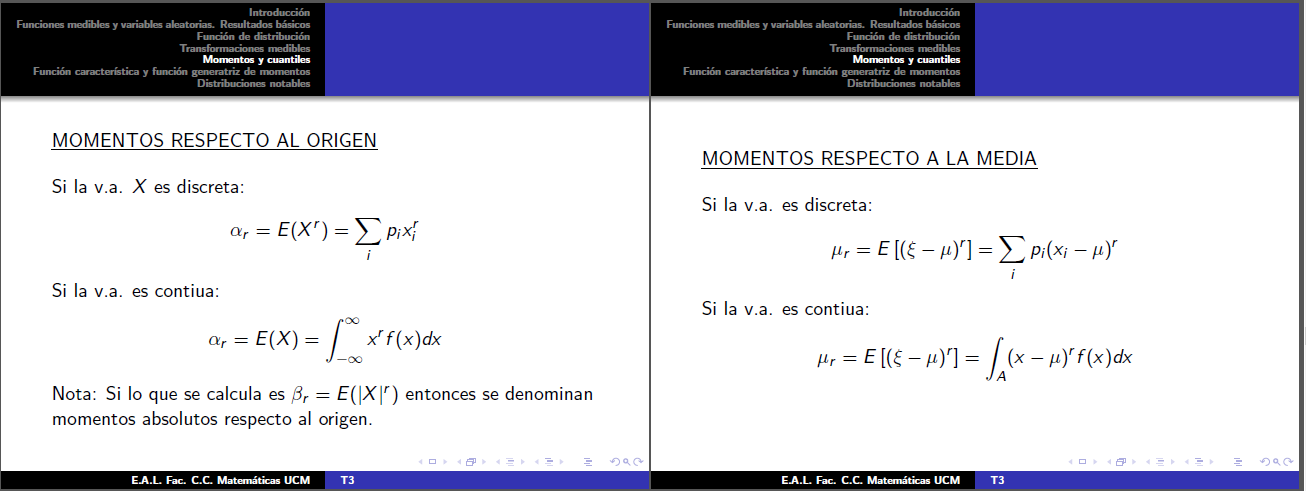 Introducción
Funciones medibles y variables aleatorias. Resultados básicos
Función de distribución
Transformaciones medibles
Momentos y cuantiles
Función característica y función generatriz de momentos
Distribuciones notables
MOMENTOS RESPECTO AL ORIGEN
Si la v.a. X es discreta:
α_r = E(X^r) = ∑_i p_i x_i^r
Si la v.a. es contiua:
α_r = E(X) = ∫_{-∞}^{∞} x^r f(x)dx
Nota: Si lo que se calcula es β_r = E(|X|^r) entonces se denominan
momentos absolutos respecto al origen.
E.A.L. Fac. C.C. Matemáticas UCM T3
Introducción
Funciones medibles y variables aleatorias. Resultados básicos
Función de distribución
Transformaciones medibles
Momentos y cuantiles
Función característica y función generatriz de momentos
Distribuciones notables
MOMENTOS RESPECTO A LA MEDIA
Si la v.a. es discreta:
μ_r = E [(ξ − μ)^r] = ∑_i p_i(x_i − μ)^r
Si la v.a. es contiua:
μ_r = E [(ξ − μ)^r] = ∫_A (x − μ)^r f(x)dx
E.A.L. Fac. C.C. Matemáticas UCM T3